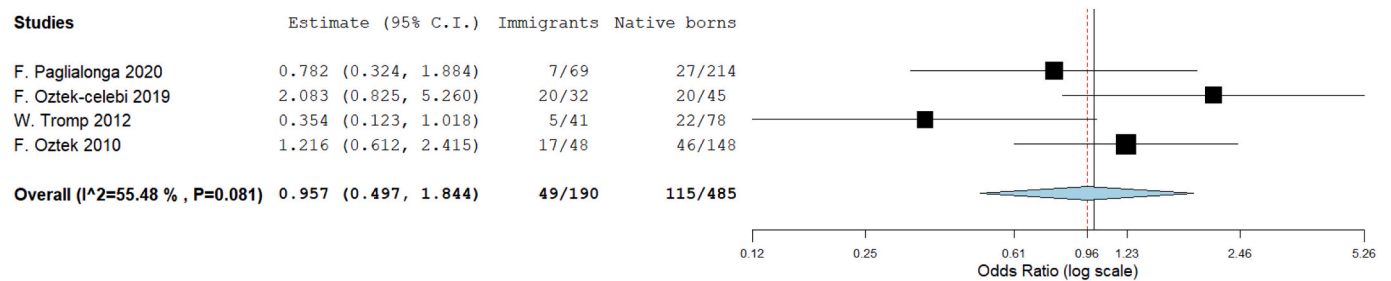 Studies Estimate (95% C.I.) Immigrants Native borns
F. Paglialonga 2020 0.782 (0.324, 1.884) 7/69 27/214
F. Oztek-celebi 2019 2.083 (0.825, 5.260) 20/32 20/45
W. Tromp 2012 0.354 (0.123, 1.018) 5/41 22/78
F. Oztek 2010 1.216 (0.612, 2.415) 17/48 46/148
Overall (I^2=55.48 % , P=0.081) 0.957 (0.497, 1.844) 49/190 115/485
0.12 0.25 0.61 0.96 1.23 2.46 5.26
Odds Ratio (log scale)